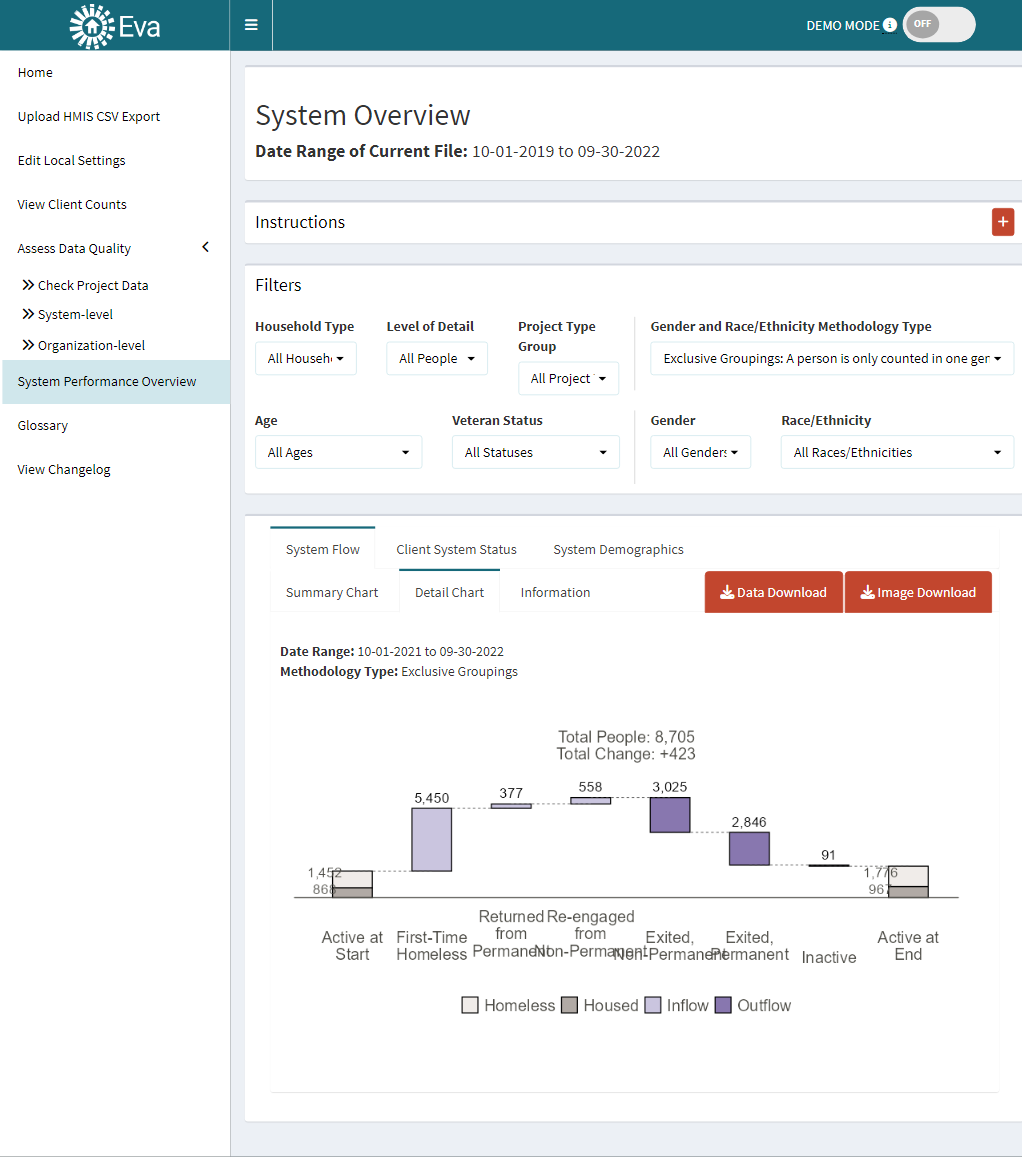 Eva
DEMO MODE
OFF
Home
Upload HMIS CSV Export
Edit Local Settings
View Client Counts
Assess Data Quality
Check Project Data
System-level
Organization-level
System Performance Overview
Glossary
View Changelog
System Overview
Date Range of Current File: 10-01-2019 to 09-30-2022
Instructions
+
Filters
Household Type
Level of Detail
Project Type
Group
Gender and Race/Ethnicity Methodology Type
All Househ
All People
All Project
Exclusive Groupings: A person is only counted in one ger
Age
Veteran Status
Gender
Race/Ethnicity
All Ages
All Statuses
All Genders
All Races/Ethnicities
System Flow
Client System Status
System Demographics
Summary Chart
Detail Chart
Information
Data Download
Image Download
Date Range: 10-01-2021 to 09-30-2022
Methodology Type: Exclusive Groupings
Total People: 8,705
Total Change: +423
5,450
377
558
3,025
2,846
91
1,452
868
1,776
967
Active at
Start
First-Time
Homeless
Returned
from
Permanent
Re-engaged
from
Non-Permanent
Exited,
Non-Permanent
Exited,
Permanent
Inactive
Active at
End
Homeless
Housed
Inflow
Outflow